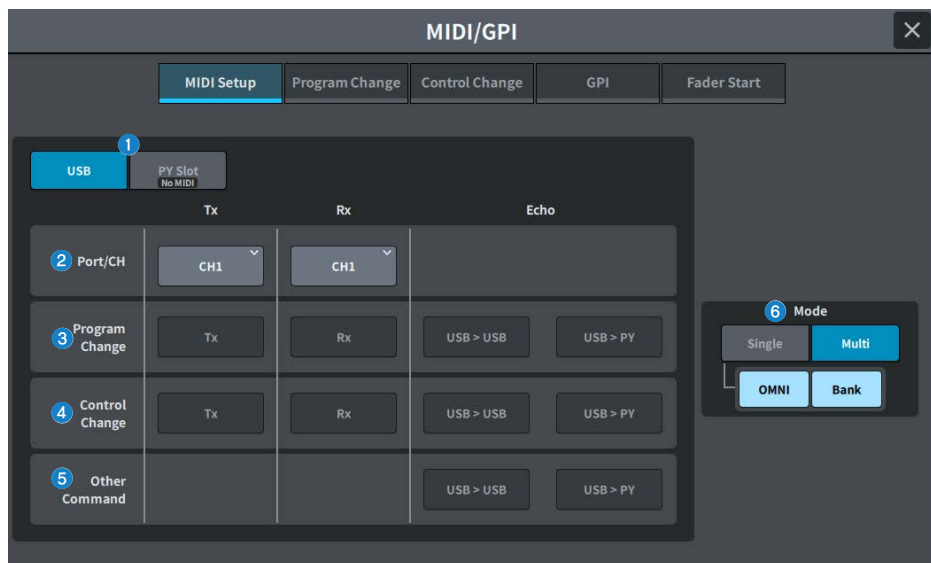 MIDI/GPI
MIDI Setup Program Change Control Change GPI Fader Start
1
USB PY Slot
No MIDI
Tx Rx Echo
2 Port/CH CH1 CH1
6 Mode
3 Program
Change Tx Rx USB > USB USB > PY
Single Multi
OMNI Bank
4 Control
Change Tx Rx USB > USB USB > PY
5 Other
Command USB > USB USB > PY